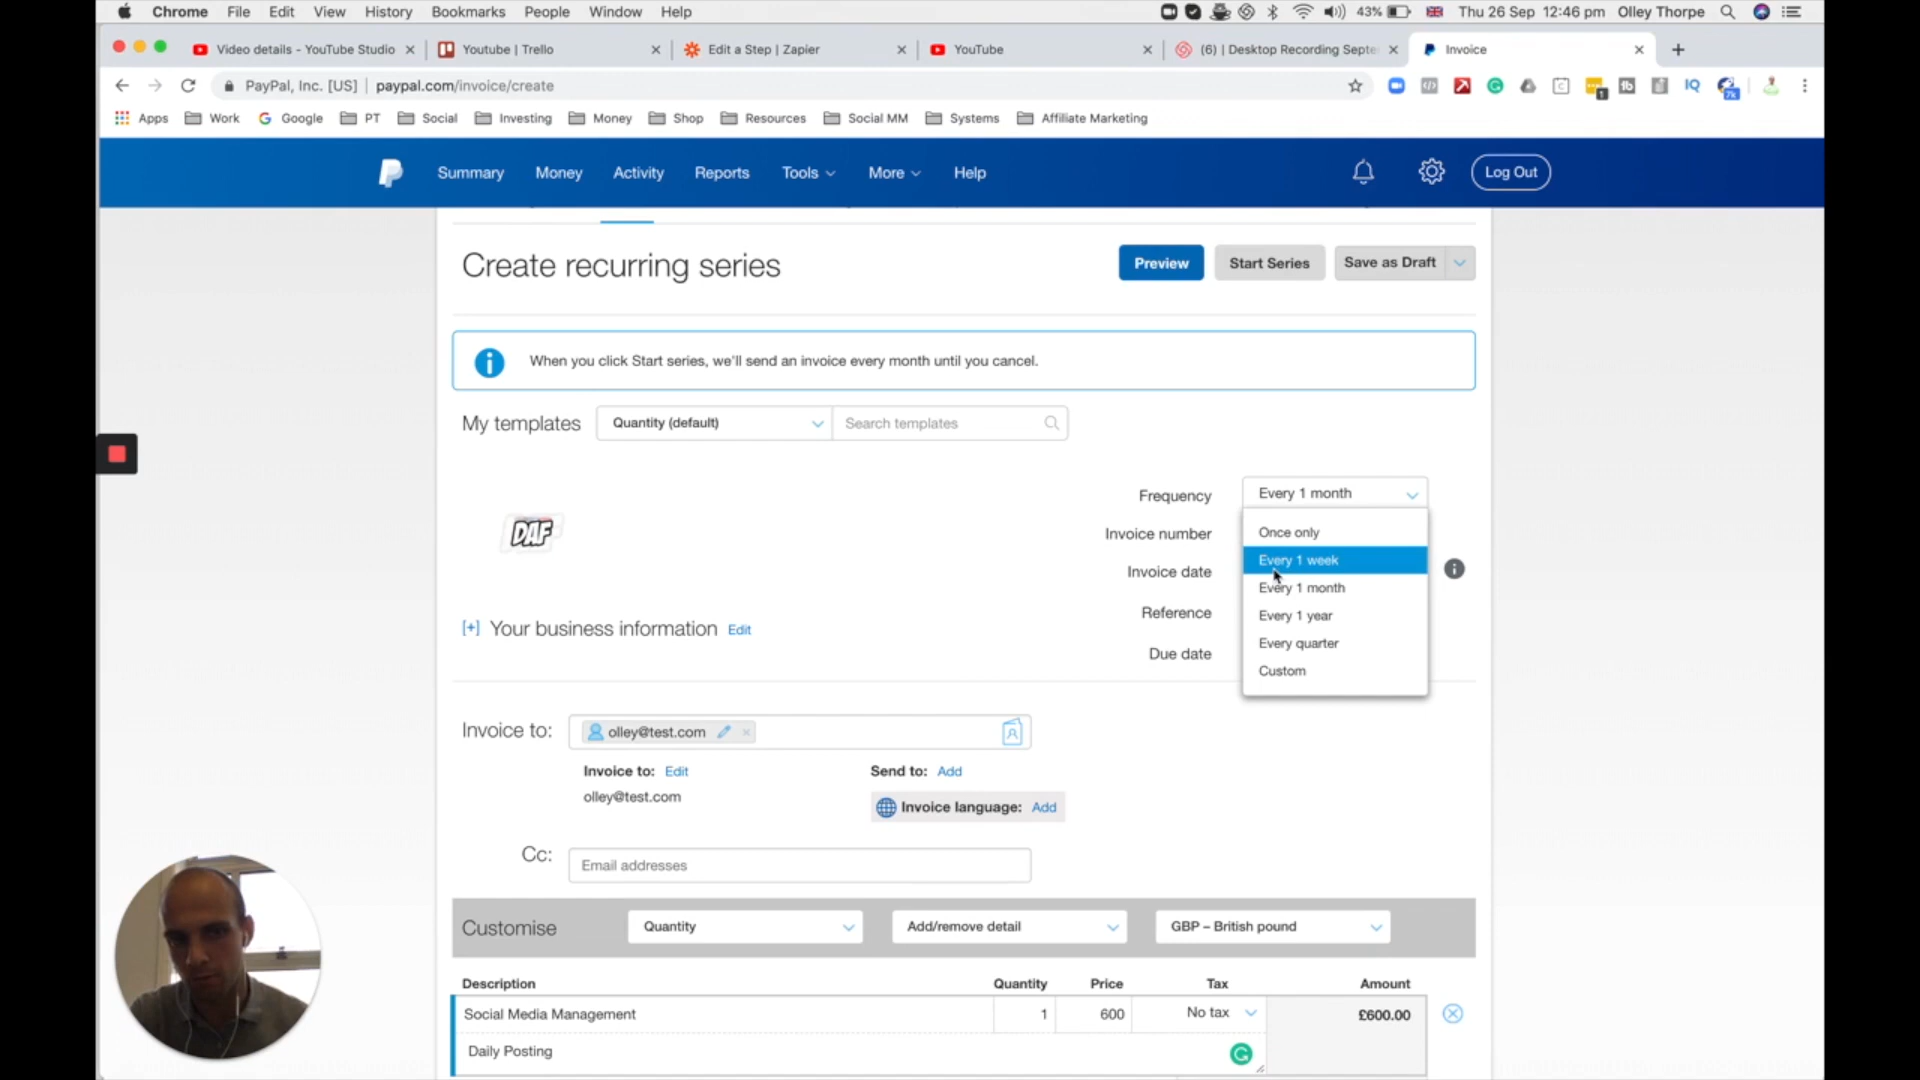 Chrome File Edit View History Bookmarks People Window Help 43% Thu 26 Sep 12:46 pm Olley Thorpe
Video details - YouTube Studio Youtube | Trello Edit a Step | Zapier YouTube (6) | Desktop Recording Septe Invoice
PayPal, Inc. [US] paypal.com/invoice/create
Apps Work Google PT Social Investing Money Shop Resources Social MM Systems Affiliate Marketing
Summary Money Activity Reports Tools More Help Log Out
Create recurring series Preview Start Series Save as Draft
When you click Start series, we'll send an invoice every month until you cancel.
My templates Quantity (default) Search templates
Frequency Every 1 month
DAF
Invoice number
Once only
Every 1 week
Invoice date
Every 1 month
Reference
Every 1 year
[+] Your business information Edit
Every quarter
Due date
Custom
Invoice to: olley@test.com
Invoice to: Edit Send to: Add
olley@test.com
Invoice language: Add
Cc: Email addresses
Customise Quantity Add/remove detail GBP – British pound
Description Quantity Price Tax Amount
Social Media Management 1 600 No tax £600.00
Daily Posting